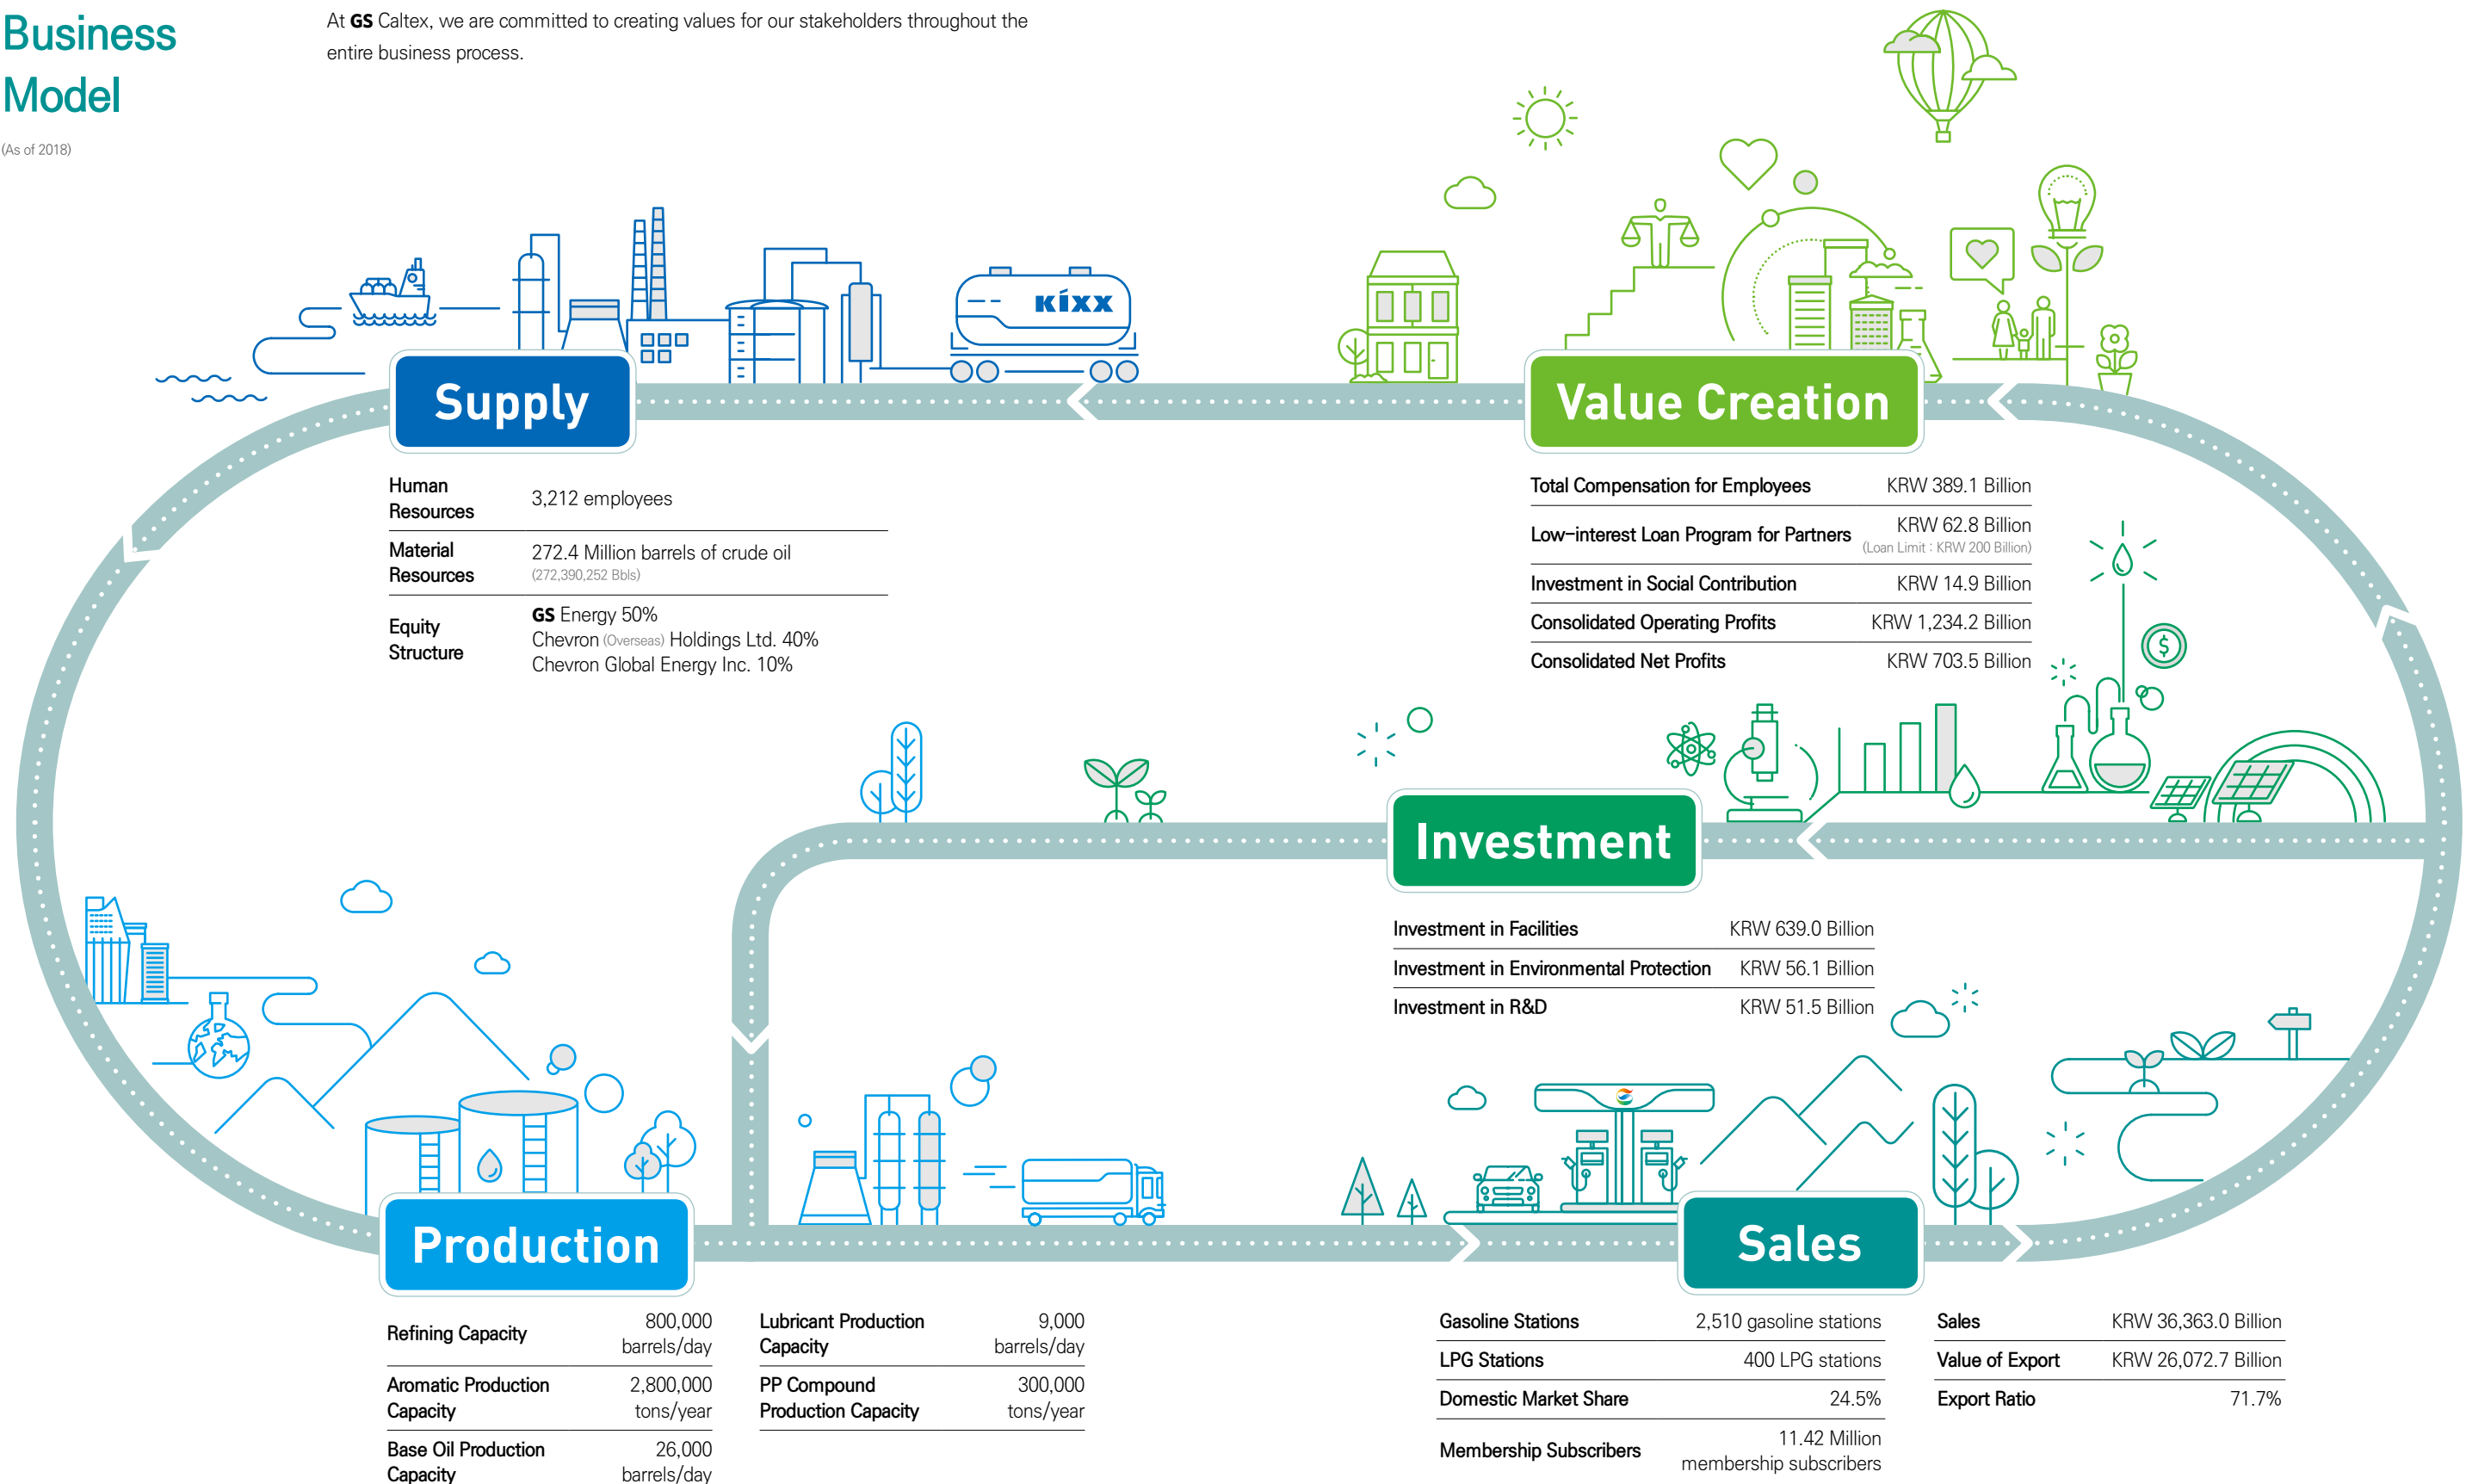 Business
Model
(As of 2018)
At GS Caltex, we are committed to creating values for our stakeholders throughout the
entire business process.
KIXX
Supply
Human
Resources
3,212 employees
Material
Resources
272.4 Million barrels of crude oil
(272,390,252 Bbls)
Equity
Structure
GS Energy 50%
Chevron (Overseas) Holdings Ltd. 40%
Chevron Global Energy Inc. 10%
Value Creation
Total Compensation for Employees KRW 389.1 Billion
Low-interest Loan Program for Partners KRW 62.8 Billion
(Loan Limit : KRW 200 Billion)
Investment in Social Contribution KRW 14.9 Billion
Consolidated Operating Profits KRW 1,234.2 Billion
Consolidated Net Profits KRW 703.5 Billion
$
Investment
Investment in Facilities KRW 639.0 Billion
Investment in Environmental Protection KRW 56.1 Billion
Investment in R&D KRW 51.5 Billion
Production
Refining Capacity
800,000
barrels/day
Aromatic Production
Capacity
2,800,000
tons/year
Base Oil Production
Capacity
26,000
barrels/day
Lubricant Production
Capacity
9,000
barrels/day
PP Compound
Production Capacity
300,000
tons/year
Sales
Gasoline Stations 2,510 gasoline stations
LPG Stations 400 LPG stations
Domestic Market Share 24.5%
Membership Subscribers
11.42 Million
membership subscribers
Sales KRW 36,363.0 Billion
Value of Export KRW 26,072.7 Billion
Export Ratio 71.7%